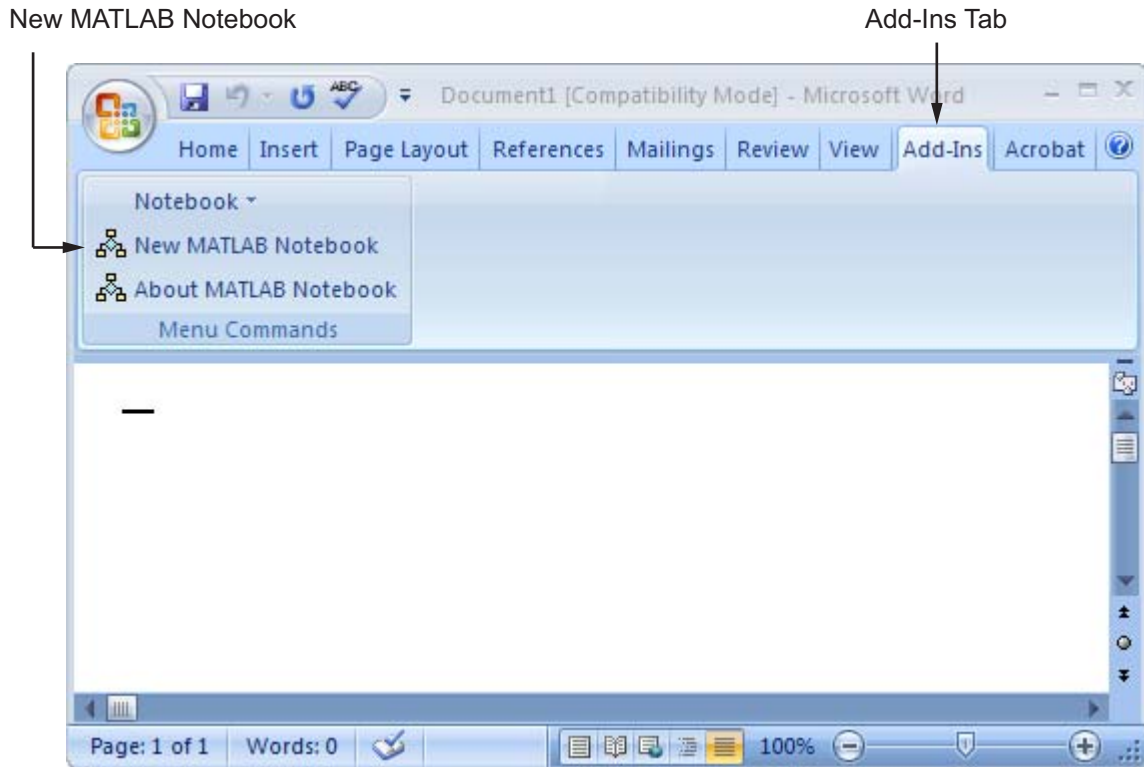 New MATLAB Notebook
Add-Ins Tab
ABC
Document1 [Compatibility Mode] - Microsoft Word
Home Insert Page Layout References Mailings Review View Add-Ins Acrobat
Notebook
New MATLAB Notebook
About MATLAB Notebook
Menu Commands
Page: 1 of 1 Words: 0 100%